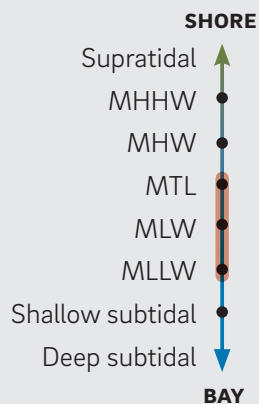 SHORE
Supratidal
MHHW
MHW
MTL
MLW
MLLW
Shallow subtidal
Deep subtidal
BAY